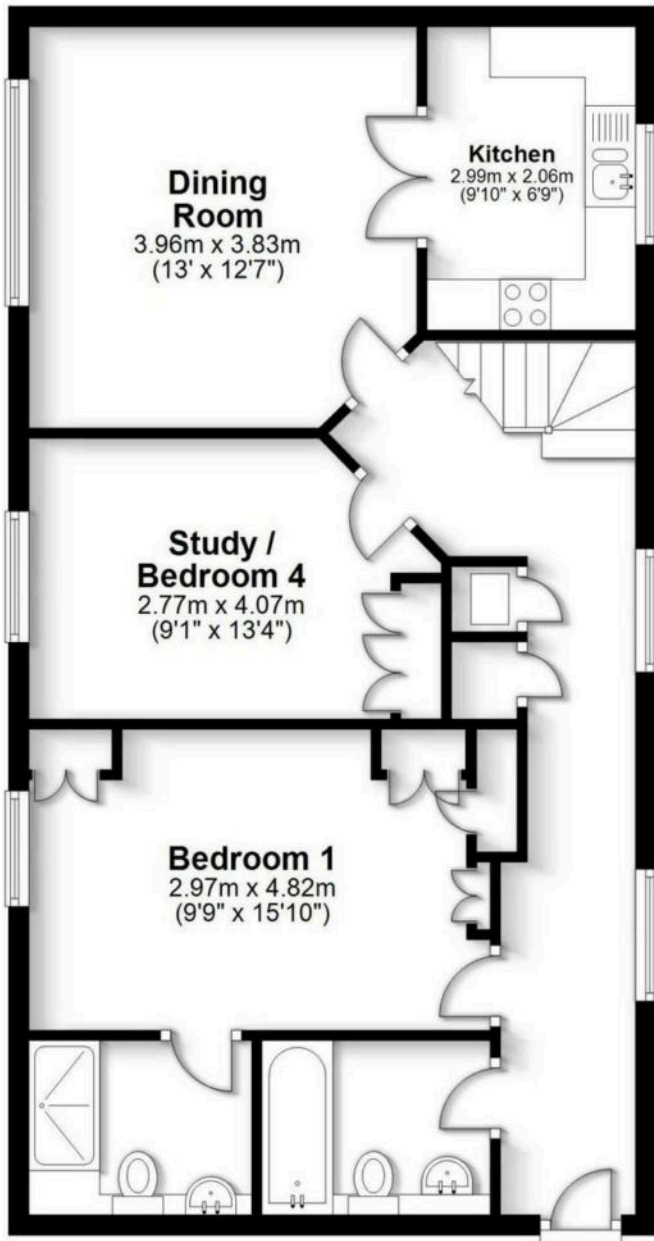 Dining
Room
3.96m x 3.83m
(13' x 12'7")
Kitchen
2.99m x 2.06m
(9'10" x 6'9")
Study /
Bedroom 4
2.77m x 4.07m
(9'1" x 13'4")
Bedroom 1
2.97m x 4.82m
(9'9" x 15'10")